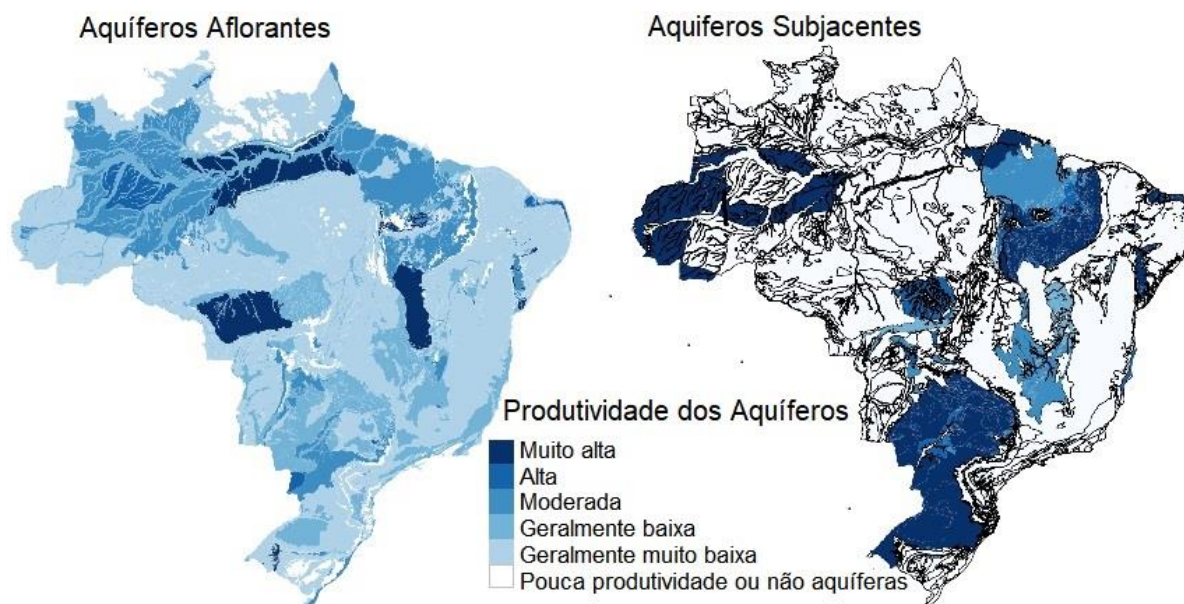 Aquíferos Aflorantes
Aquiferos Subjacentes
Produtividade dos Aquíferos
Muito alta
Alta
Moderada
Geralmente baixa
Geralmente muito baixa
Pouca produtividade ou não aquíferas